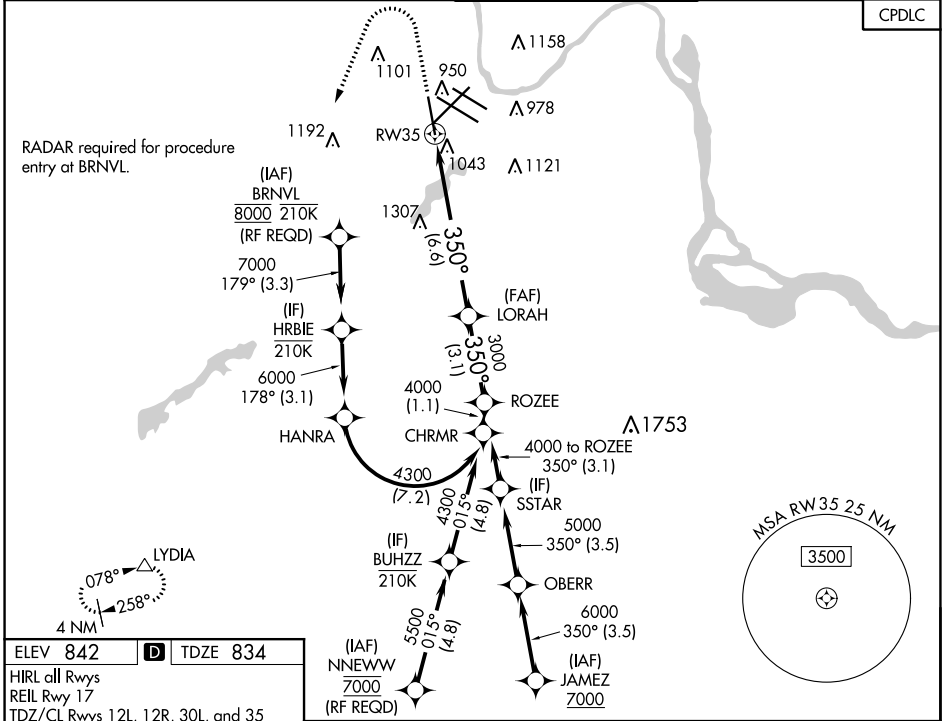 CPDLC
1158
1101
950
978
1192
RW35
1043
1121
RADAR required for procedure
entry at BRNVL.
(IAF)
BRNVL
8000 210K
(RF REQD)
1307
350°
(6.6)
7000
179° (3.3)
(FAF)
LORAH
(IF)
HRBIE
210K
3000
350°
(3.1)
6000
178° (3.1)
4000
(1.1)
ROZEE
HANRA
CHRMR
1753
4000 to ROZEE
350° (3.1)
4300
(7.2)
(IF)
SSTAR
4300
015°
(4.8)
5000
350° (3.5)
(IF)
BUHZZ
210K
OBERR
MSA RW35 25 NM
3500
LYDIA
078°
258°
4 NM
6000
350° (3.5)
5500
015°
(4.8)
(IAF)
NNEWW
7000
(RF REQD)
(IAF)
JAMEZ
7000
ELEV 842 D TDZE 834
HIRL all Rwys
REIL Rwy 17
TDZ/CL Rwys 12L, 12R, 30L, and 35